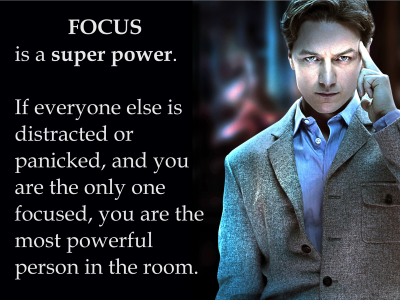 FOCUS
is a super power.
If everyone else is
distracted or
panicked, and you
are the only one
focused, you are the
most powerful
person in the room.